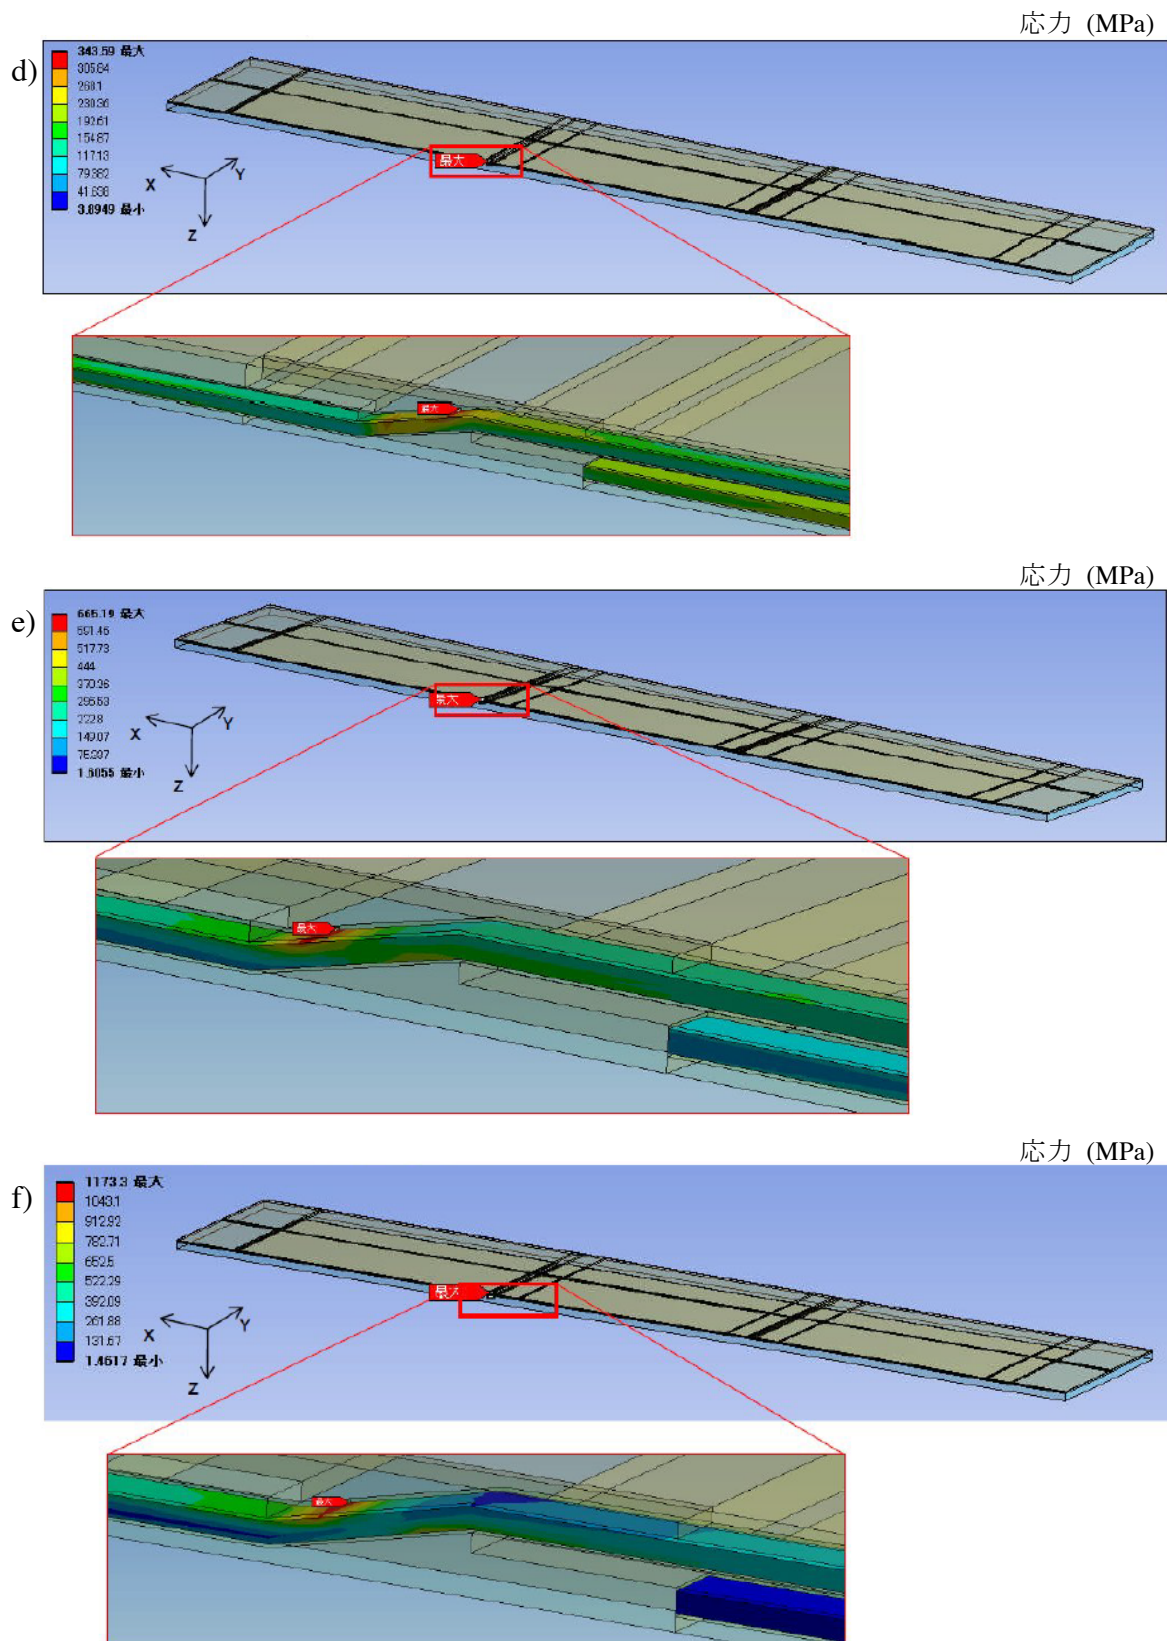 応力 (MPa)
d)
343.59 最大
305.84
268.1
230.36
192.61
154.87
117.13
79.382
41.638
3.8949 最小
X
Y
Z
最大
最大
応力 (MPa)
e)
665.19 最大
591.46
517.73
444
370.26
296.53
222.8
149.07
75.337
1.6055 最小
X
Y
Z
最大
最大
応力 (MPa)
f)
1173.3 最大
1043.1
912.92
782.71
652.5
522.29
392.09
261.88
131.67
1.4617 最小
X
Y
Z
最大
最大